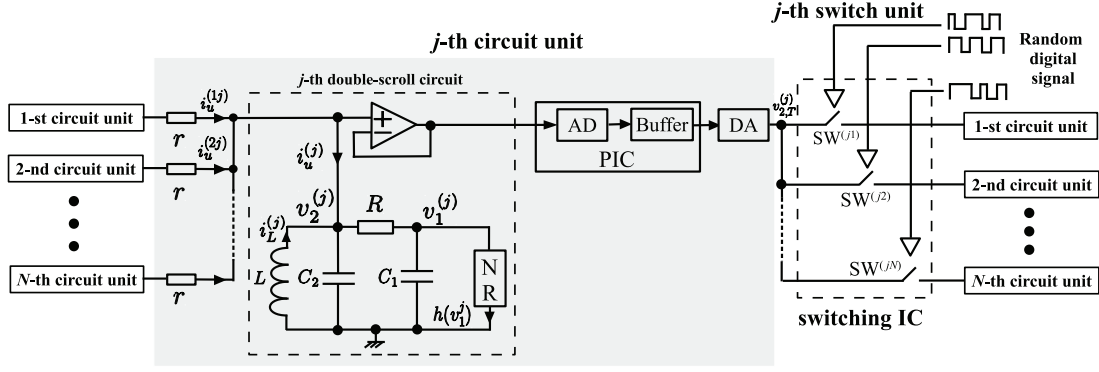 j-th switch unit
j-th circuit unit
Random
digital
signal
j-th double-scroll circuit
1-st circuit unit
r
i_u^{(1j)}
2-nd circuit unit
r
i_u^{(2j)}
N-th circuit unit
r
i_u^{(j)}
v_2^{(j)}
R
v_1^{(j)}
i_L^{(j)}
L
C_2
C_1
N
R
h(v_1^j)
AD
Buffer
PIC
DA
v_{2,T}^{(j)}
SW^{(j1)}
1-st circuit unit
SW^{(j2)}
2-nd circuit unit
SW^{(jN)}
N-th circuit unit
switching IC